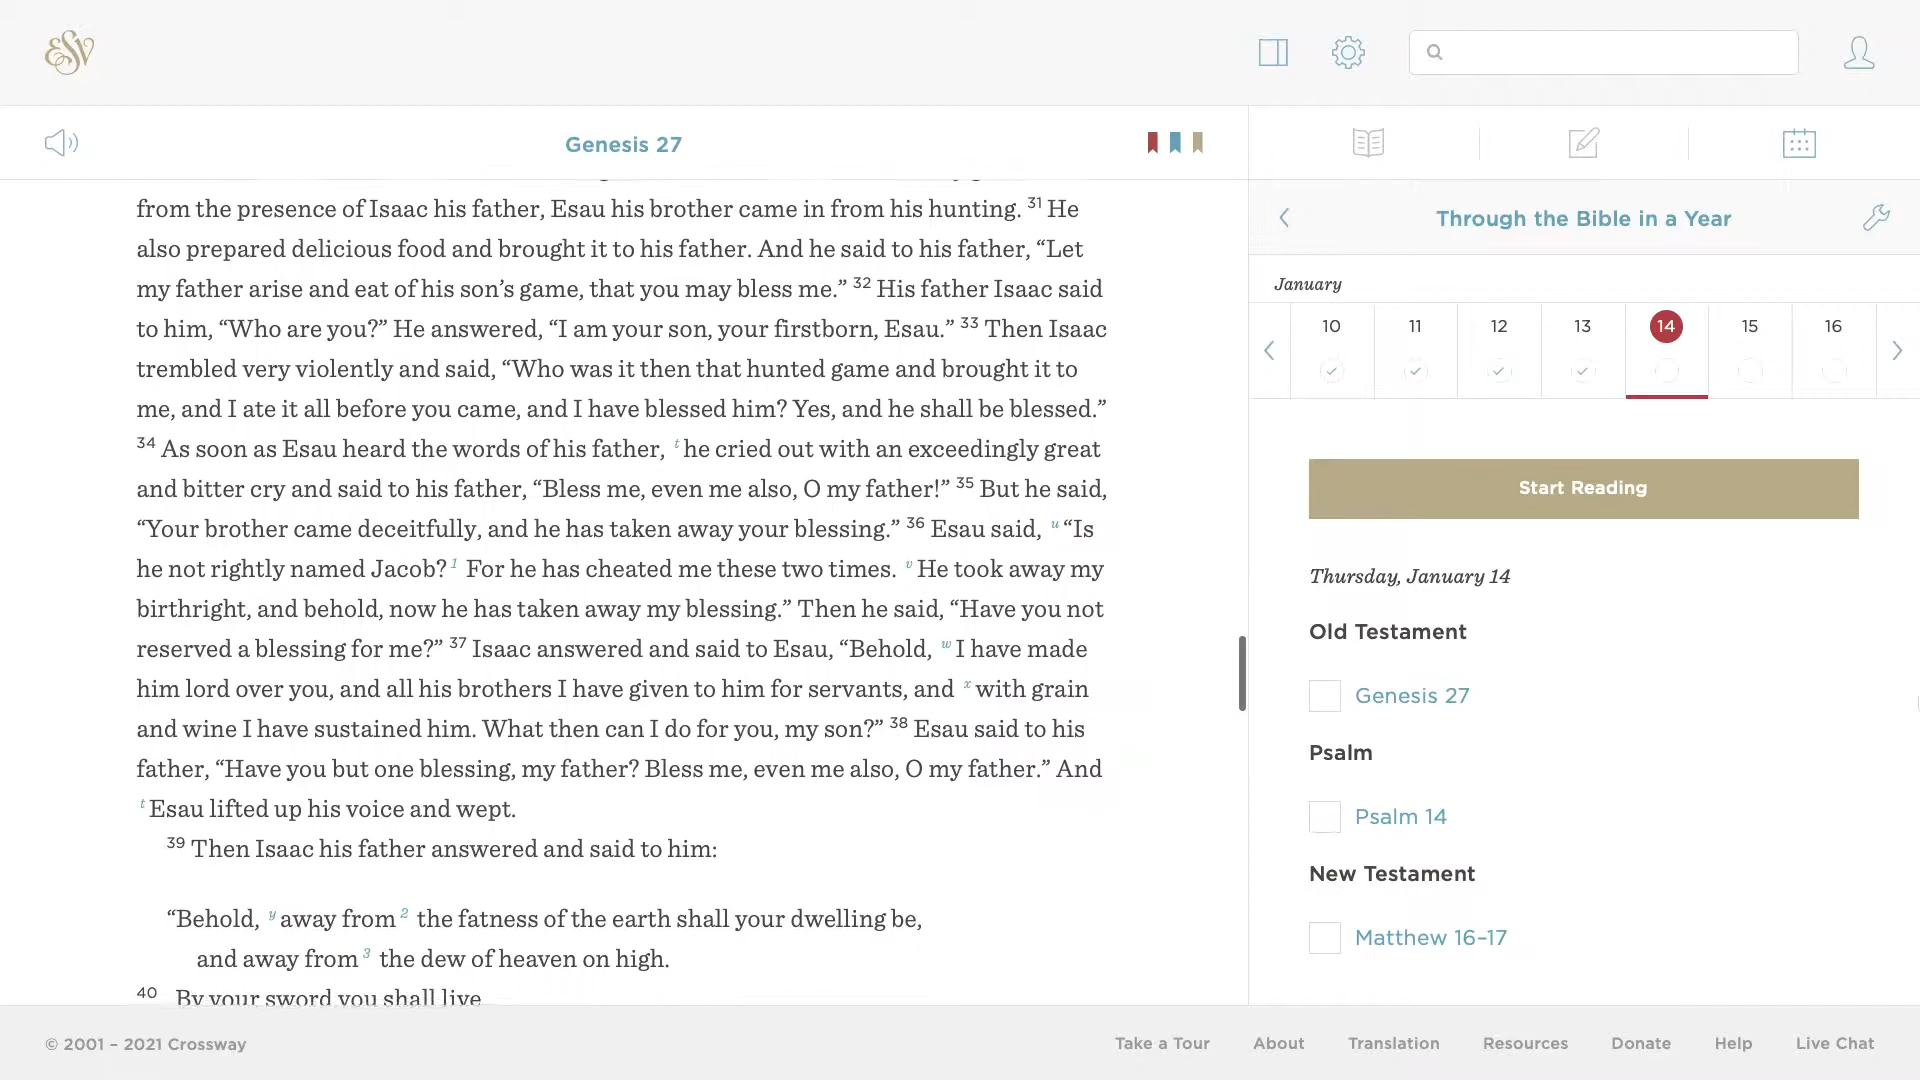 ESV
Genesis 27
from the presence of Isaac his father, Esau his brother came in from his hunting. 31 He
also prepared delicious food and brought it to his father. And he said to his father, “Let
my father arise and eat of his son’s game, that you may bless me.” 32 His father Isaac said
to him, “Who are you?” He answered, “I am your son, your firstborn, Esau.” 33 Then Isaac
trembled very violently and said, “Who was it then that hunted game and brought it to
me, and I ate it all before you came, and I have blessed him? Yes, and he shall be blessed.”
34 As soon as Esau heard the words of his father, t he cried out with an exceedingly great
and bitter cry and said to his father, “Bless me, even me also, O my father!” 35 But he said,
“Your brother came deceitfully, and he has taken away your blessing.” 36 Esau said, u “Is
he not rightly named Jacob? 1 For he has cheated me these two times. v He took away my
birthright, and behold, now he has taken away my blessing.” Then he said, “Have you not
reserved a blessing for me?” 37 Isaac answered and said to Esau, “Behold, w I have made
him lord over you, and all his brothers I have given to him for servants, and x with grain
and wine I have sustained him. What then can I do for you, my son?” 38 Esau said to his
father, “Have you but one blessing, my father? Bless me, even me also, O my father.” And
t Esau lifted up his voice and wept.
39 Then Isaac his father answered and said to him:
“Behold, y away from 2 the fatness of the earth shall your dwelling be,
and away from 3 the dew of heaven on high.
40 By your sword you shall live
Through the Bible in a Year
January
10 11 12 13 14 15 16
Start Reading
Thursday, January 14
Old Testament
Genesis 27
Psalm
Psalm 14
New Testament
Matthew 16–17
© 2001 – 2021 Crossway
Take a Tour About Translation Resources Donate Help Live Chat